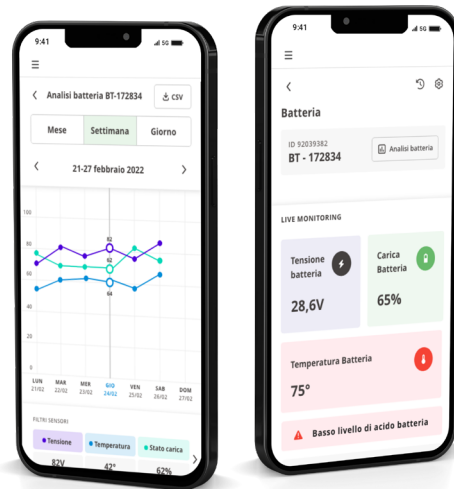 9:41
5G
Analisi batteria BT-172834
CSV
Mese
Settimana
Giorno
21-27 febbraio 2022
100
80
60
40
20
0
82
62
64
LUN
MAR
MER
GIO
VEN
SAB
DOM
21/02
22/02
23/02
24/02
25/02
26/02
27/02
FILTRI SENSORI
Tensione
Temperatura
Stato carica
82V
42°
62%
9:41
5G
Batteria
ID 92039382
BT - 172834
Analisi batteria
LIVE MONITORING
Tensione
batteria
28,6V
Carica
Batteria
65%
Temperatura Batteria
75°
Basso livello di acido batteria